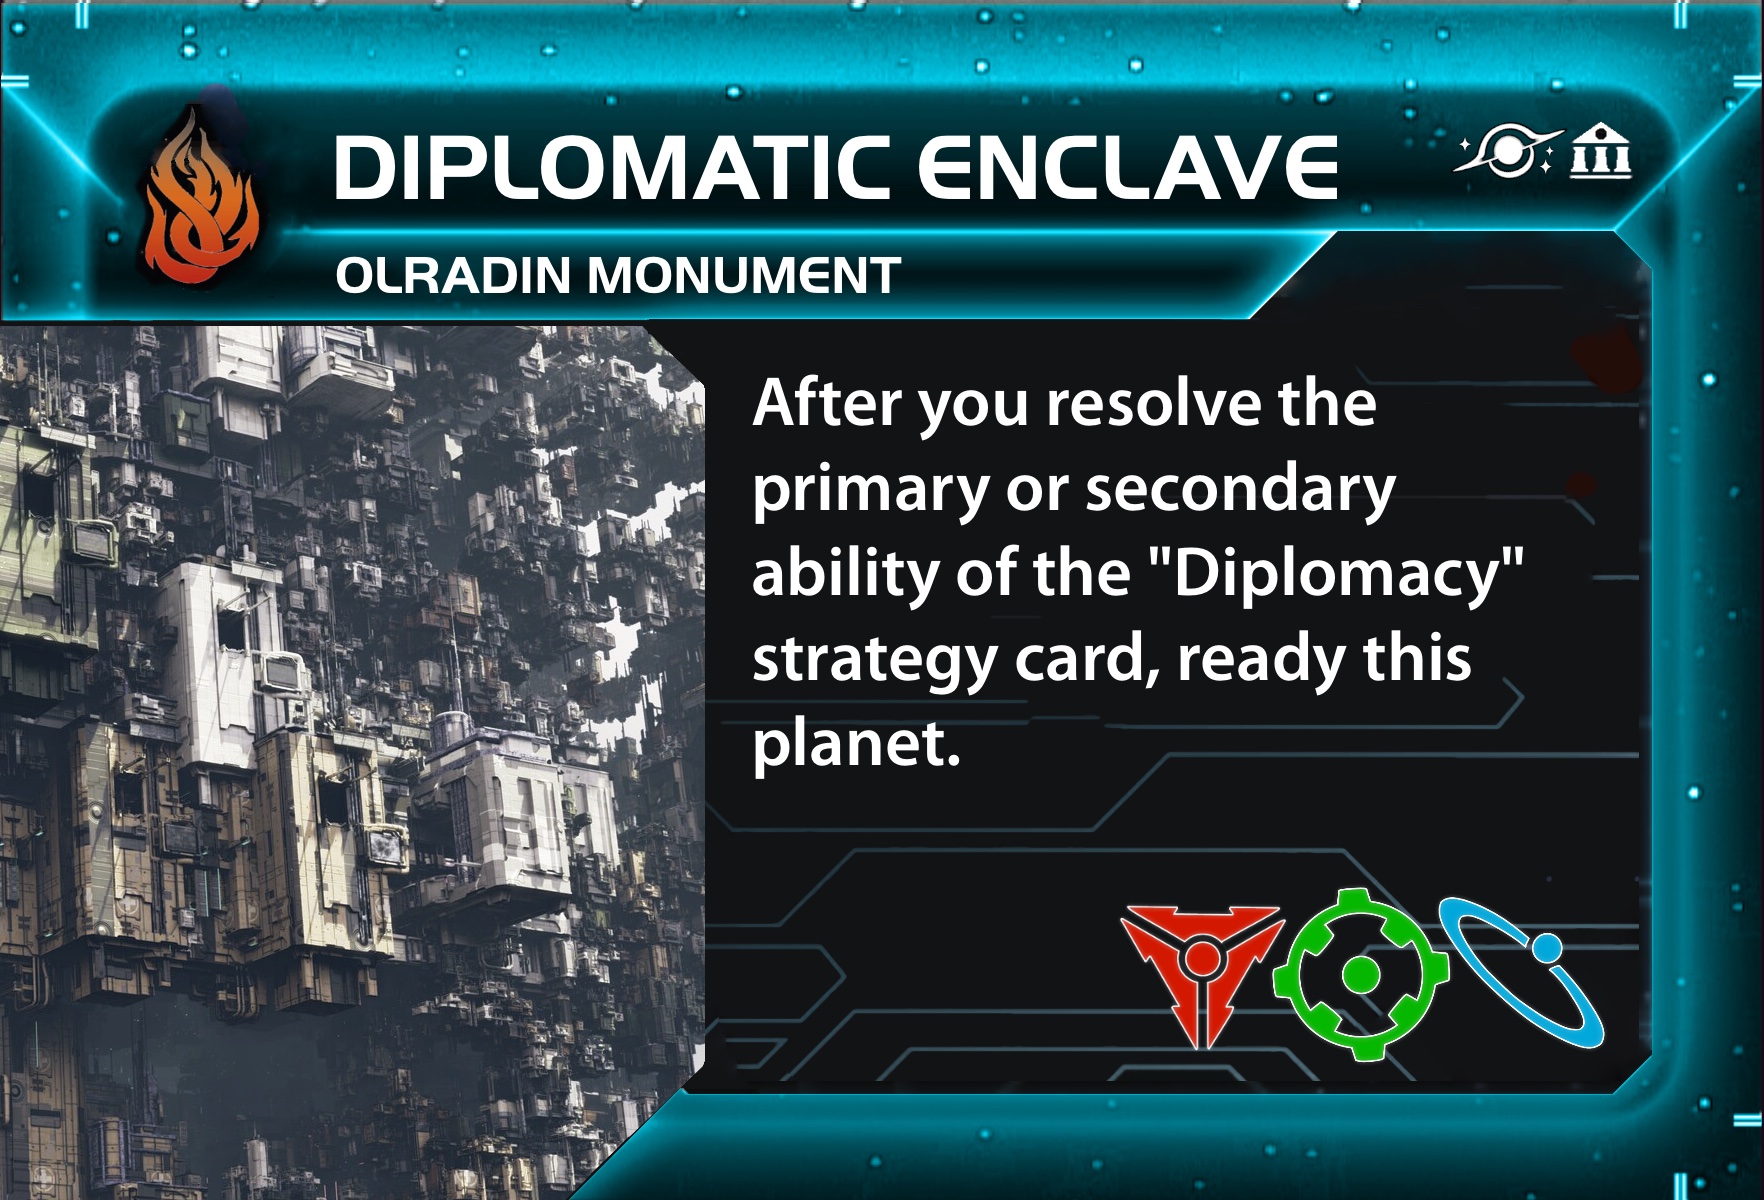 DIPLOMATIC ENCLAVE
OLRADIN MONUMENT
After you resolve the
primary or secondary
ability of the "Diplomacy"
strategy card, ready this
planet.